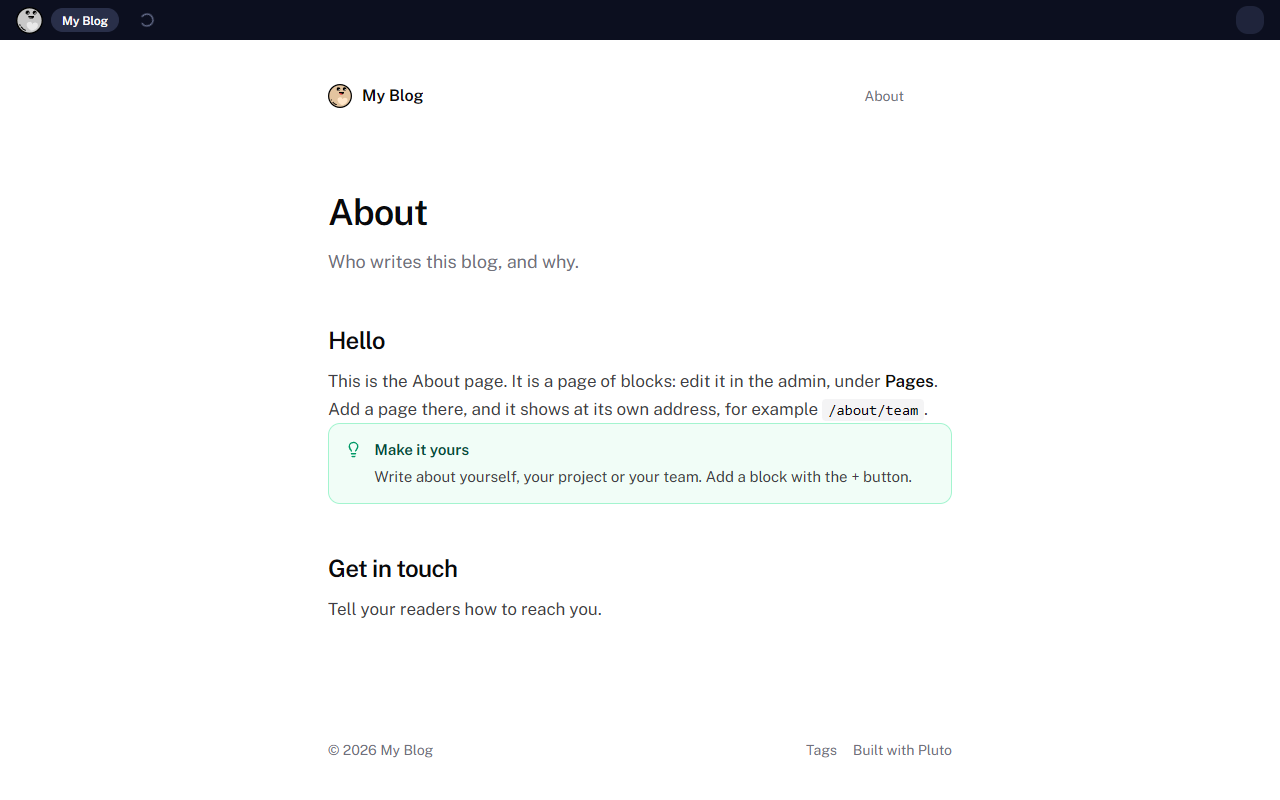 My Blog
My Blog
About
About
Who writes this blog, and why.
Hello
This is the About page. It is a page of blocks: edit it in the admin, under Pages.
Add a page there, and it shows at its own address, for example /about/team .
Make it yours
Write about yourself, your project or your team. Add a block with the + button.
Get in touch
Tell your readers how to reach you.
© 2026 My Blog
Tags
Built with Pluto